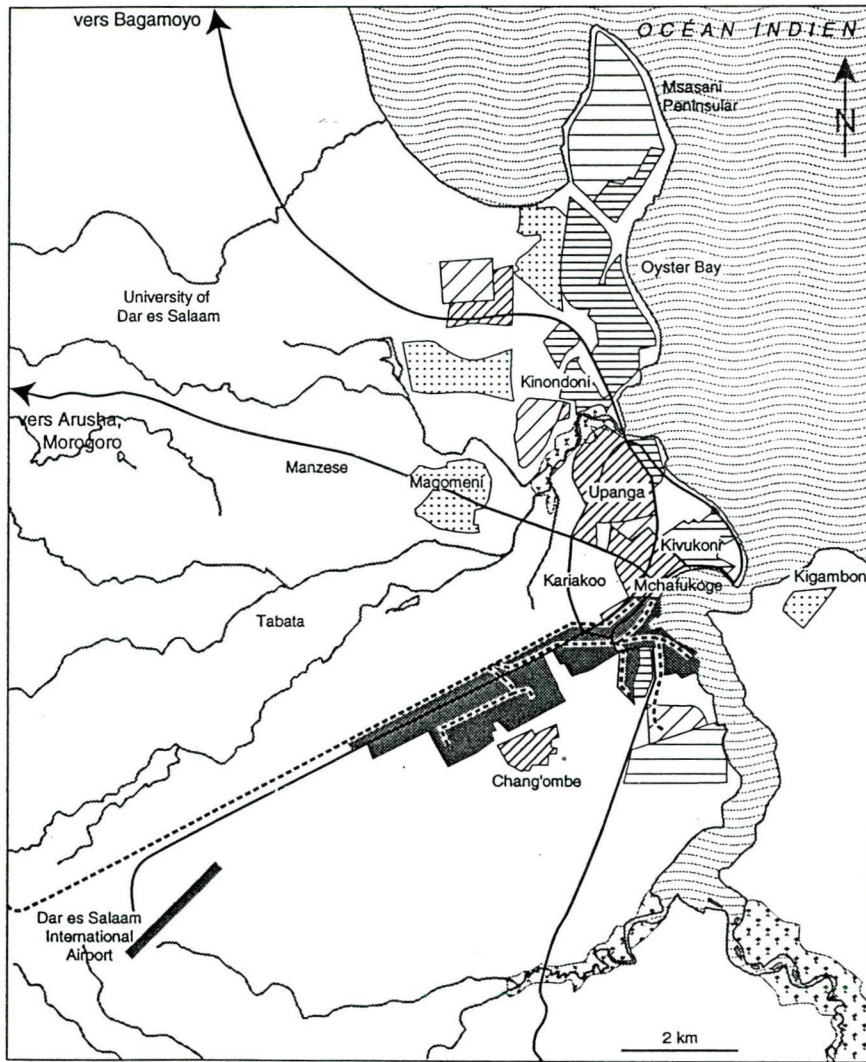 vers Bagamoyo
OCÉAN INDIEN
Msasani
Peninsular
N
Oyster Bay
University of
Dar es Salaam
Kinondoni
vers Arusha,
Morogoro
Manzese
Magomeni
Upanga
Kivukoni
Kariakoo
Mchafukoge
Kigambon
Tabata
Chang'ombe
Dar es Salaam
International
Airport
2 km